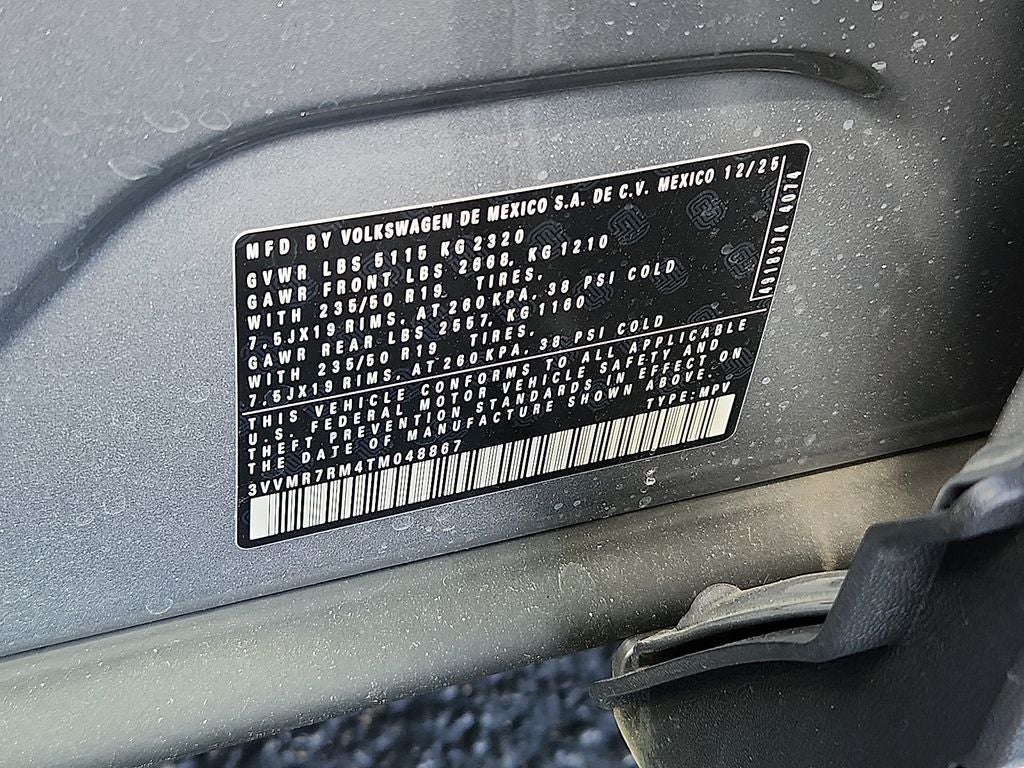 MFD BY VOLKSWAGEN DE MEXICO S.A. DE C.V. MEXICO 12/25
GVWR LBS 5115 KG 2320
GAWR FRONT LBS 2668, KG 1210
WITH 235/50 R19 TIRES,
7.5JX19 RIMS, AT 260 KPA, 38 PSI COLD
GAWR REAR LBS 2557, KG 1160
WITH 235/50 R19 TIRES,
7.5JX19 RIMS, AT 260 KPA, 38 PSI COLD
THIS VEHICLE CONFORMS TO ALL APPLICABLE
U.S. FEDERAL MOTOR VEHICLE SAFETY AND
THEFT PREVENTION STANDARDS IN EFFECT ON
THE DATE OF MANUFACTURE SHOWN ABOVE.
3VVMR7RM4TM048867 TYPE: MPV
4918374 4074